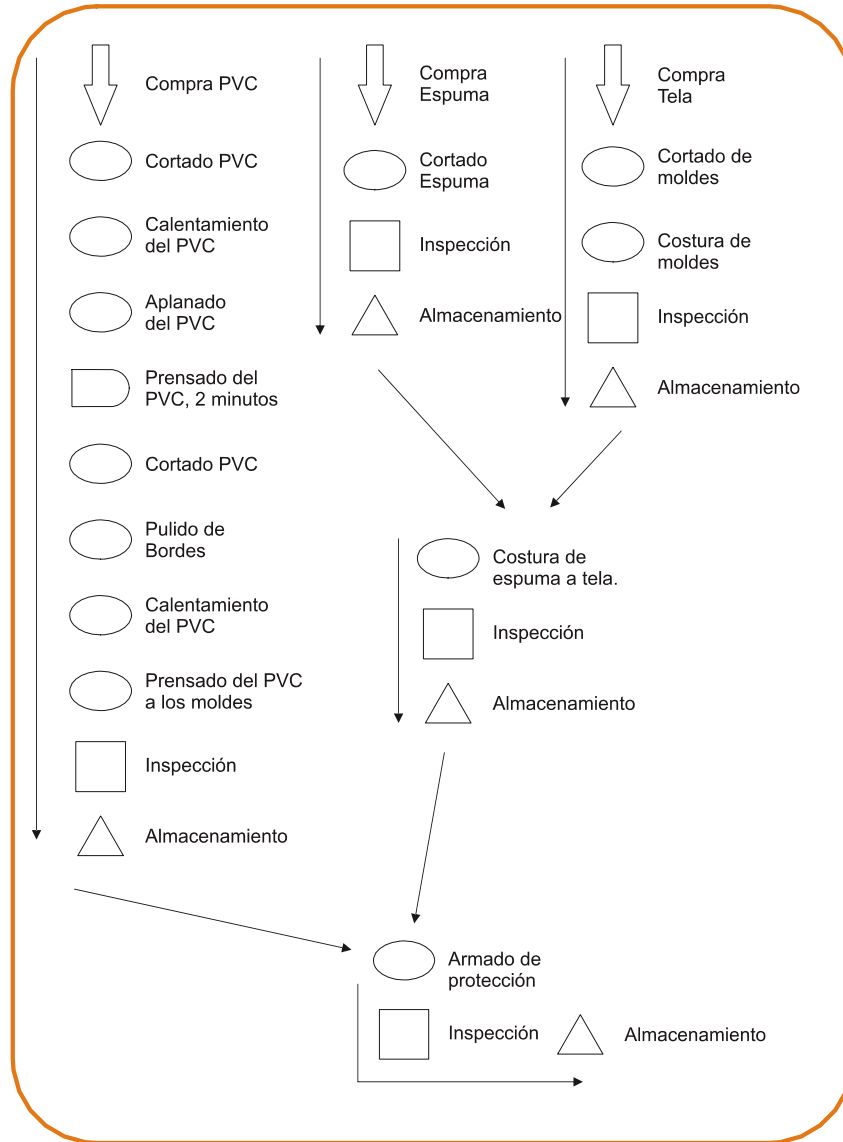 Compra PVC
Cortado PVC
Calentamiento
del PVC
Aplanado
del PVC
Prensado del
PVC, 2 minutos
Cortado PVC
Pulido de
Bordes
Calentamiento
del PVC
Prensado del PVC
a los moldes
Inspección
Almacenamiento
Compra
Espuma
Cortado
Espuma
Inspección
Almacenamiento
Compra
Tela
Cortado de
moldes
Costura de
moldes
Inspección
Almacenamiento
Costura de
espuma a tela.
Inspección
Almacenamiento
Armado de
protección
Inspección
Almacenamiento